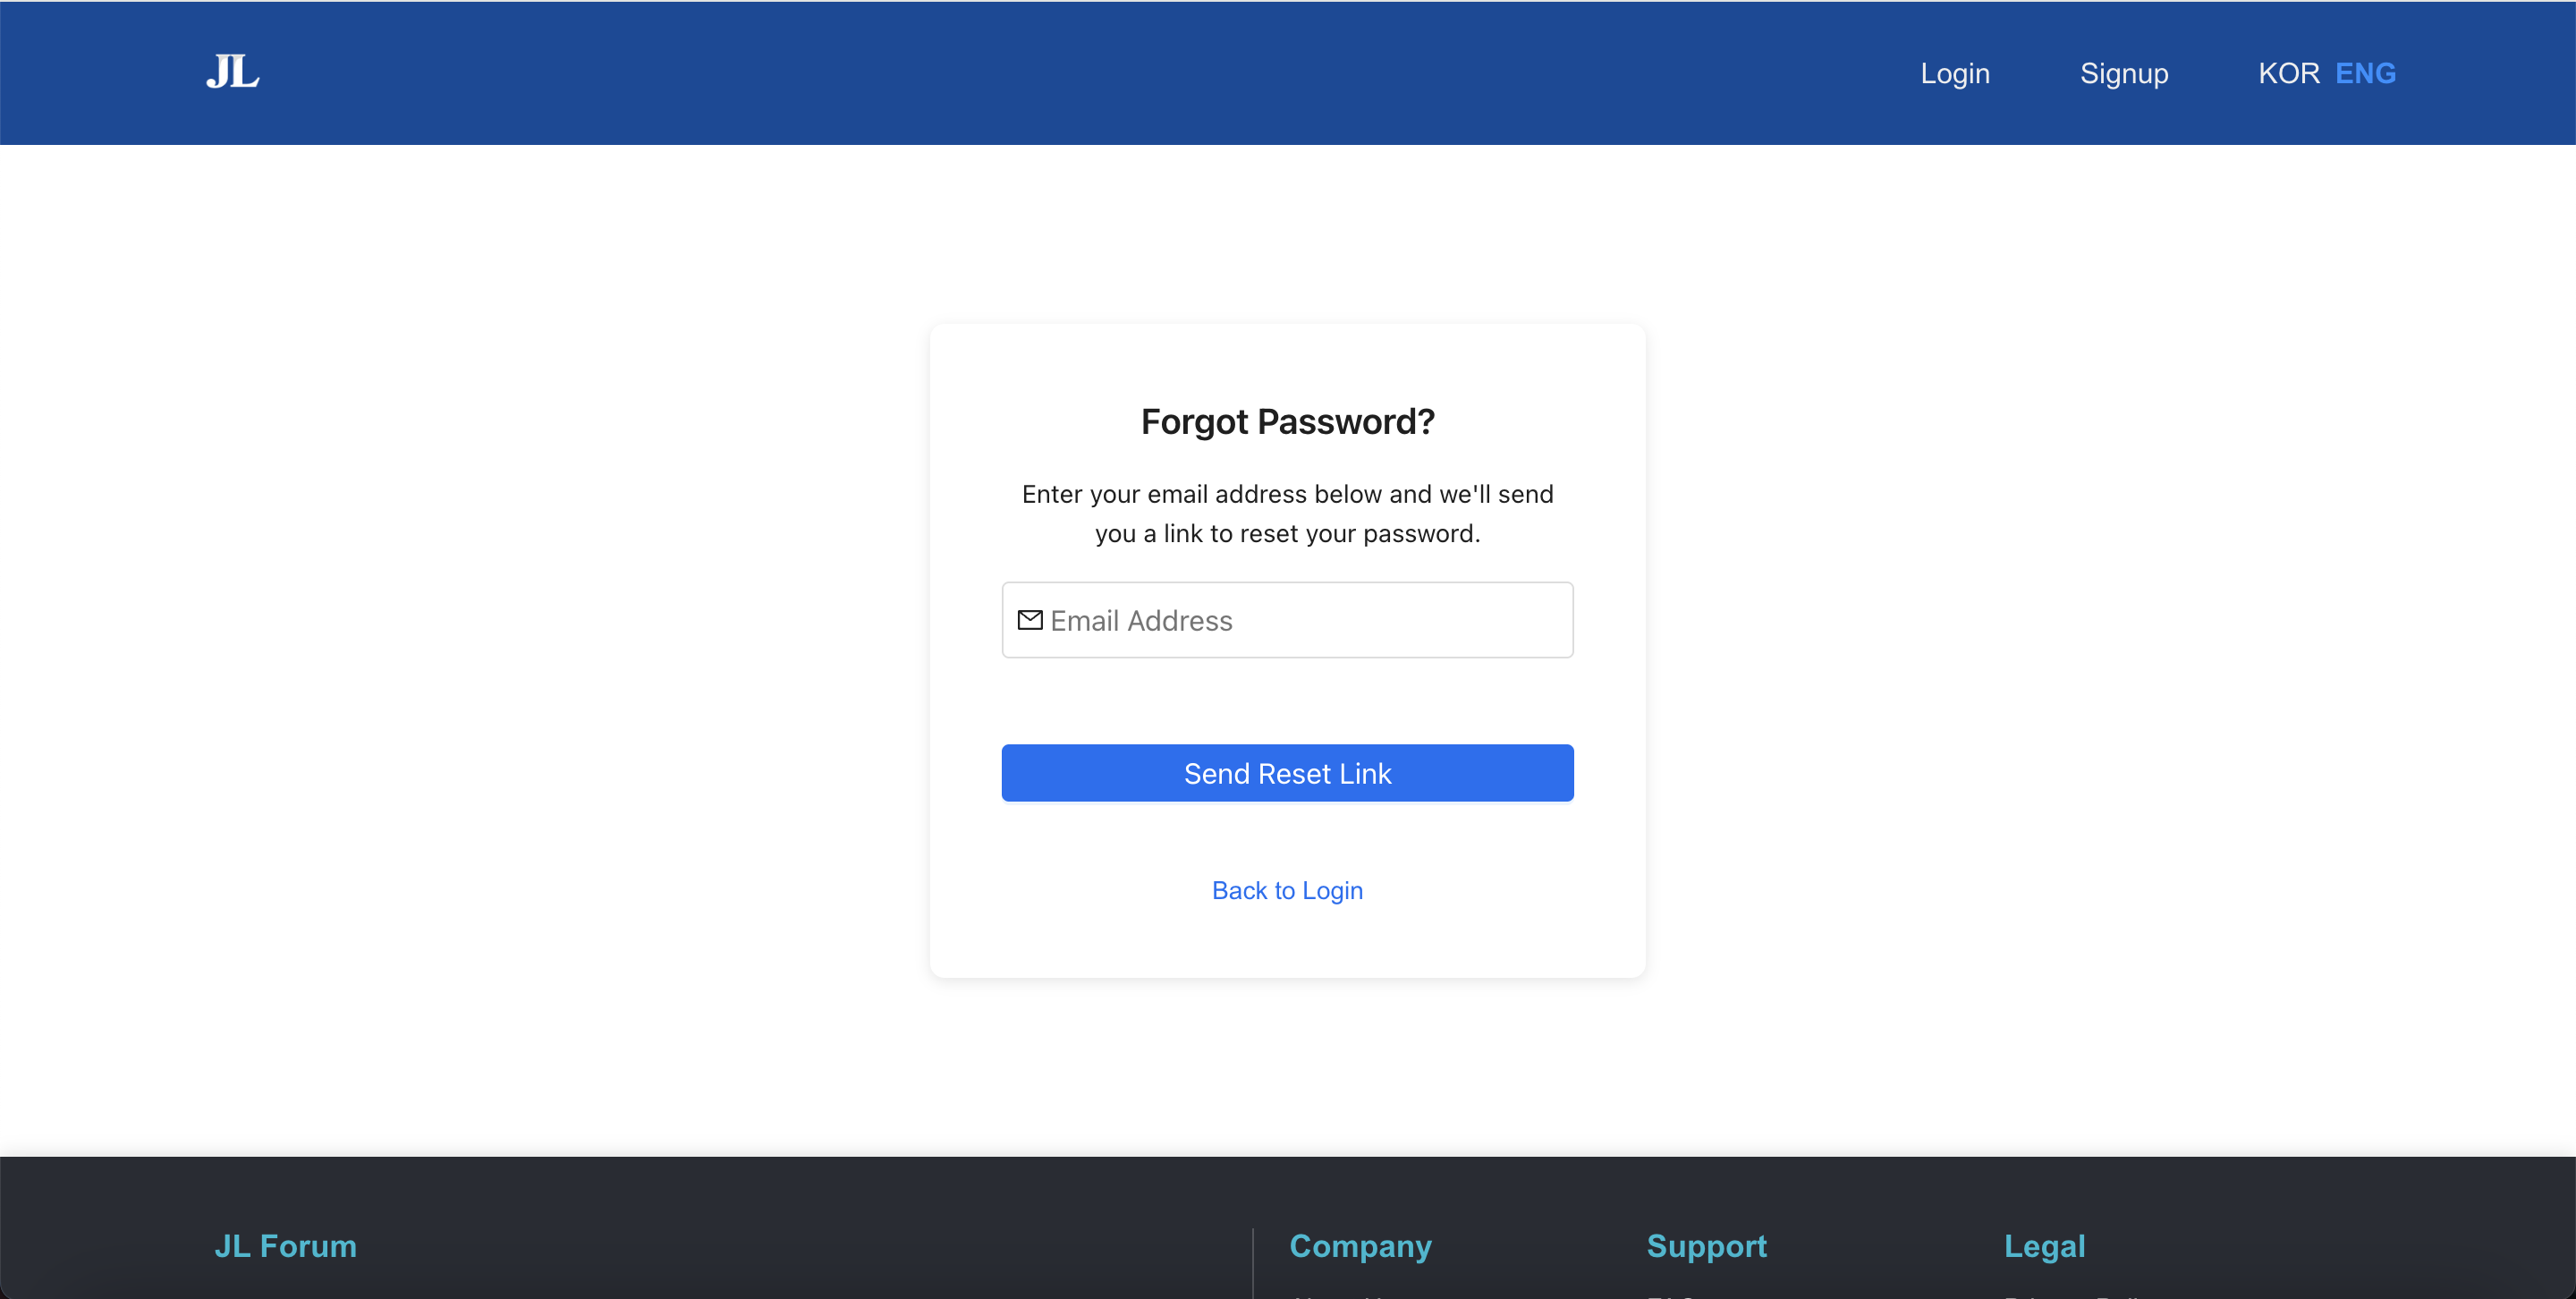 JL
Login Signup KOR ENG
Forgot Password?
Enter your email address below and we'll send
you a link to reset your password.
Email Address
Send Reset Link
Back to Login
JL Forum Company Support Legal